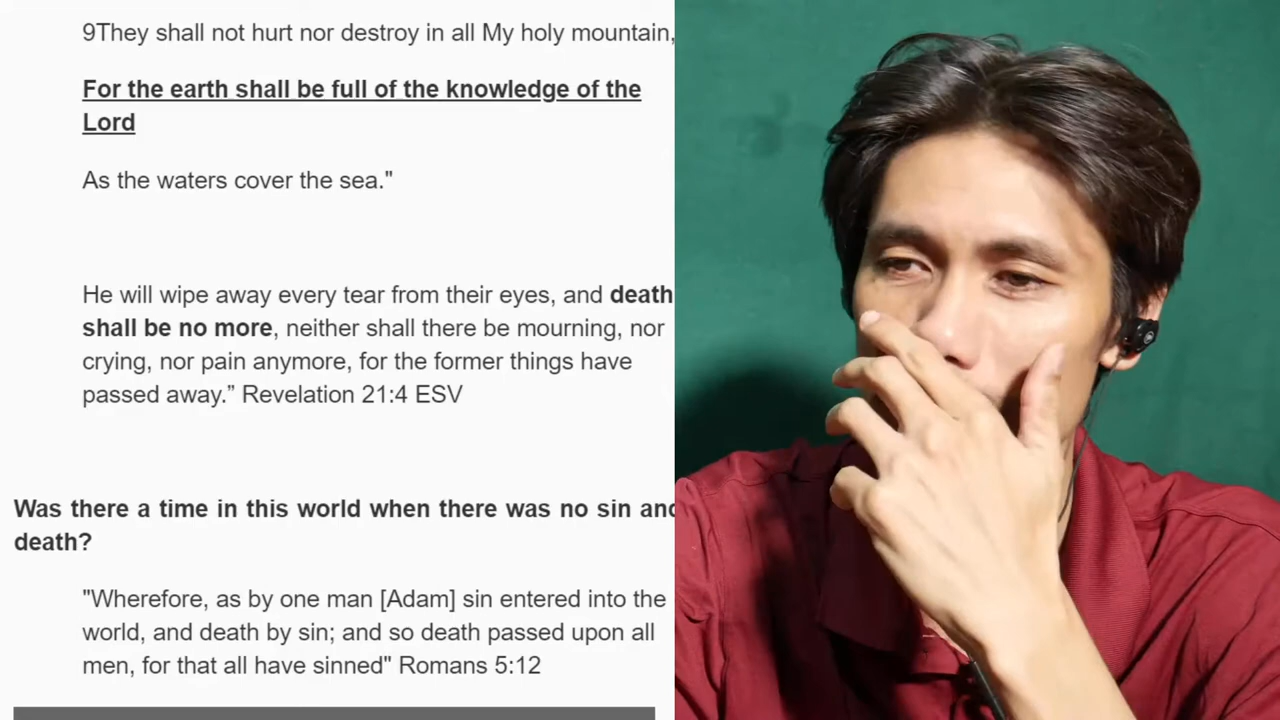 9They shall not hurt nor destroy in all My holy mountain,
For the earth shall be full of the knowledge of the
Lord
As the waters cover the sea."
He will wipe away every tear from their eyes, and death
shall be no more, neither shall there be mourning, nor
crying, nor pain anymore, for the former things have
passed away.” Revelation 21:4 ESV
Was there a time in this world when there was no sin and
death?
"Wherefore, as by one man [Adam] sin entered into the
world, and death by sin; and so death passed upon all
men, for that all have sinned" Romans 5:12